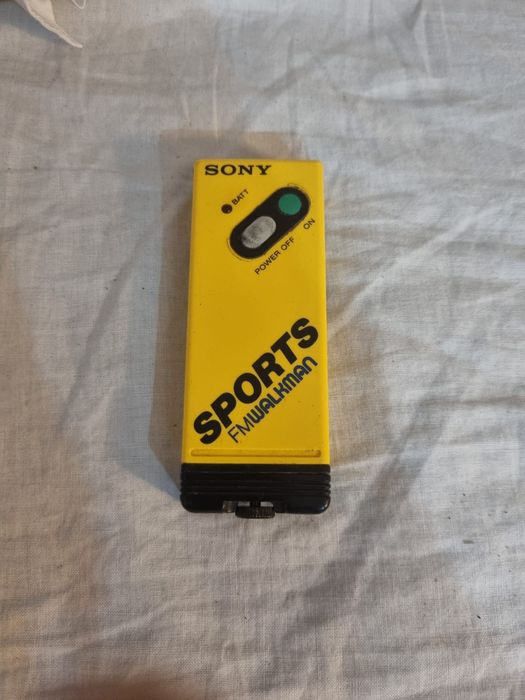 SONY
BATT
POWER OFF ON
SPORTS
FM WALKMAN